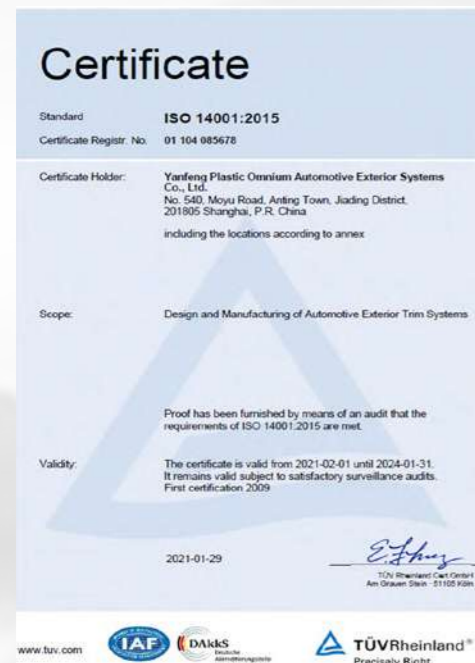 Certificate
Standard ISO 14001:2015
Certificate Registr. No. 01 104 085678
Certificate Holder: Yanfeng Plastic Omnium Automotive Exterior Systems
Co., Ltd.
No. 540, Moyu Road, Anting Town, Jiading District,
201805 Shanghai, P.R. China
including the locations according to annex
Scope: Design and Manufacturing of Automotive Exterior Trim Systems
Proof has been furnished by means of an audit that the
requirements of ISO 14001:2015 are met.
Validity: The certificate is valid from 2021-02-01 until 2024-01-31.
It remains valid subject to satisfactory surveillance audits.
First certification 2009
2021-01-29
TÜV Rheinland Cert GmbH
Am Grauen Stein · 51105 Köln
www.tuv.com IAF DAkkS
Deutsche
Akkreditierungsstelle
TÜVRheinland®
Precisely Right.